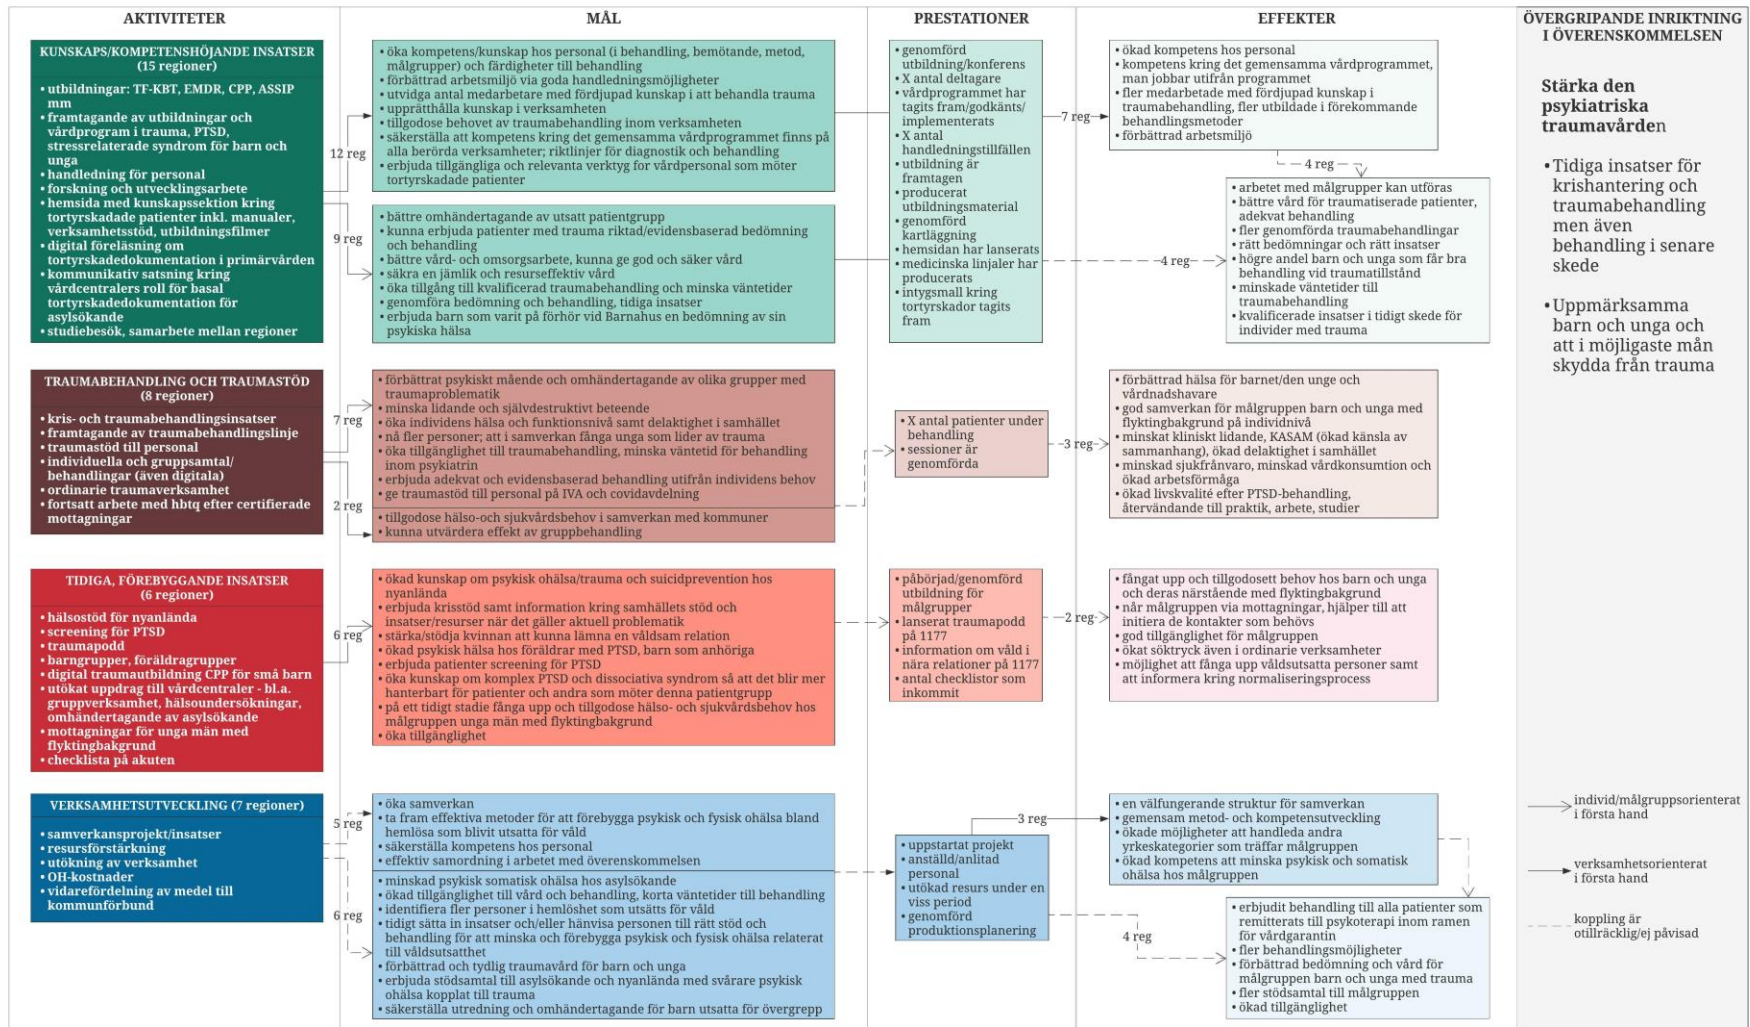 AKTIVITETER
MÅL
PRESTATIONER
EFFEKTER
ÖVERGRIPANDE INRIKTNING
I ÖVERENSKOMMELSEN
KUNSKAPS/KOMPETENSHÖJANDE INSATSER
(15 regioner)
• utbildningar: TF-KBT, EMDR, CPP, ASSIP
mm
• framtagande av utbildningar och
vårdprogram i trauma, PTSD,
stressrelaterade syndrom för barn och
unga
• handledning för personal
• forskning och utvecklingsarbete
• hemsida med kunskapssektion kring
tortyrskadade patienter inkl. manualer,
verksamhetsstöd, utbildningsfilmer
• digital föreläsning om
tortyrskadedokumentation i primärvården
• kommunikativ satsning kring
vårdcentralers roll för basal
tortyrskadedokumentation för
asylsökande
• studiebesök, samarbete mellan regioner
12 reg
9 reg
• öka kompetens/kunskap hos personal (i behandling, bemötande, metod,
målgrupper) och färdigheter till behandling
• förbättrad arbetsmiljö via goda handledningsmöjligheter
• utvidga antal medarbetare med fördjupad kunskap i att behandla trauma
• upprätthålla kunskap i verksamheten
• tillgodose behovet av traumabehandling inom verksamheten
• säkerställa att kompetens kring det gemensamma vårdprogrammet finns på
alla berörda verksamheter; riktlinjer för diagnostik och behandling
• erbjuda tillgängliga och relevanta verktyg for vårdpersonal som möter
tortyrskadade patienter
• bättre omhändertagande av utsatt patientgrupp
• kunna erbjuda patienter med trauma riktad/evidensbaserad bedömning
och behandling
• bättre vård- och omsorgsarbete, kunna ge god och säker vård
• säkra en jämlik och resurseffektiv vård
• öka tillgång till kvalificerad traumabehandling och minska väntetider
• genomföra bedömning och behandling, tidiga insatser
• erbjuda barn som varit på förhör vid Barnahus en bedömning av sin
psykiska hälsa
• genomförd
utbildning/konferens
• X antal deltagare
• vårdprogrammet har
tagits fram/godkänts/
implementerats
• X antal
handledningstillfällen
• utbildning är
framtagen
• producerat
utbildningsmaterial
• genomförd
kartläggning
• hemsidan har lanserats
• medicinska linjaler har
producerats
• intygsmall kring
tortyrskador tagits
fram
7 reg
4 reg
• ökad kompetens hos personal
• kompetens kring det gemensamma vårdprogrammet,
man jobbar utifrån programmet
• fler medarbetade med fördjupad kunskap i
traumabehandling, fler utbildade i förekommande
behandlingsmetoder
• förbättrad arbetsmiljö
4 reg
• arbetet med målgrupper kan utföras
• bättre vård för traumatiserade patienter,
adekvat behandling
• fler genomförda traumabehandlingar
• rätt bedömningar och rätt insatser
• högre andel barn och unga som får bra
behandling vid traumatillstånd
• minskade väntetider till
traumabehandling
• kvalificerade insatser i tidigt skede för
individer med trauma
Stärka den
psykiatriska
traumavården
• Tidiga insatser för
krishantering och
traumabehandling
men även
behandling i senare
skede
• Uppmärksamma
barn och unga och
att i möjligaste mån
skydda från trauma
TRAUMABEHANDLING OCH TRAUMASTÖD
(8 regioner)
• kris- och traumabehandlingsinsatser
• framtagande av traumabehandlingslinje
• traumastöd till personal
• individuella och gruppsamtal/
behandlingar (även digitala)
• ordinarie traumaverksamhet
• fortsatt arbete med hbtq efter certifierade
mottagningar
7 reg
2 reg
• förbättrat psykiskt mående och omhändertagande av olika grupper med
traumaproblematik
• minska lidande och självdestruktivt beteende
• öka individens hälsa och funktionsnivå samt delaktighet i samhället
• nå fler personer; att i samverkan fånga unga som lider av trauma
• öka tillgänglighet till traumabehandling, minska väntetid för behandling
inom psykiatrin
• erbjuda adekvat och evidensbaserad behandling utifrån individens behov
• ge traumastöd till personal på IVA och covidavdelning
• tillgodose hälso-och sjukvårdsbehov i samverkan med kommuner
• kunna utvärdera effekt av gruppbehandling
• X antal patienter under
behandling
• sessioner är
genomförda
3 reg
• förbättrad hälsa för barnet/den unge och
vårdnadshavare
• god samverkan för målgruppen barn och unga med
flyktingbakgrund på individnivå
• minskat kliniskt lidande, KASAM (ökad känsla av
sammanhang), ökad delaktighet i samhället
• minskad sjukfrånvaro, minskad vårdkonsumtion och
ökad arbetsförmåga
• ökad livskvalité efter PTSD-behandling,
återvändande till praktik, arbete, studier
TIDIGA, FÖREBYGGANDE INSATSER
(6 regioner)
• hälsostöd för nyanlända
• screening för PTSD
• traumapodd
• barngrupper, föräldragrupper
• digital traumautbildning CPP för små barn
• utökat uppdrag till vårdcentraler - bl.a.
gruppverksamhet, hälsoundersökningar,
omhändertagande av asylsökande
• mottagningar för unga män med
flyktingbakgrund
• checklista på akuten
6 reg
• ökad kunskap om psykisk ohälsa/trauma och suicidprevention hos
nyanlända
• erbjuda krisstöd samt information kring samhällets stöd och
insatser/resurser när det gäller aktuell problematik
• stärka/stödja kvinnan att kunna lämna en våldsam relation
• ökad psykisk hälsa hos föräldrar med PTSD, barn som anhöriga
• erbjuda patienter screening för PTSD
• öka kunskap om komplex PTSD och dissociativa syndrom så att det blir mer
hanterbart för patienter och andra som möter denna patientgrupp
• på ett tidigt stadie fånga upp och tillgodose hälso- och sjukvårdsbehov hos
målgruppen unga män med flyktingbakgrund
• öka tillgänglighet
• påbörjad/genomförd
utbildning för
målgrupper
• lanserat traumapodd
på 1177
• information om våld i
nära relationer på 1177
• antal checklistor som
inkommit
2 reg
• fångat upp och tillgodosett behov hos barn och unga
och deras närstående med flyktingbakgrund
• når målgruppen via mottagningar, hjälper till att
initiera de kontakter som behövs
• god tillgänglighet för målgruppen
• ökat söktryck även i ordinarie verksamheter
• möjlighet att fånga upp våldsutsatta personer samt
att informera kring normaliseringsprocess
VERKSAMHETSUTVECKLING (7 regioner)
• samverkansprojekt/insatser
• resursförstärkning
• utökning av verksamhet
• OH-kostnader
• vidarefördelning av medel till
kommunförbund
5 reg
6 reg
• öka samverkan
• ta fram effektiva metoder för att förebygga psykisk och fysisk ohälsa bland
hemlösa som blivit utsatta för våld
• säkerställa kompetens hos personal
• effektiv samordning i arbetet med överenskommelsen
• minskad psykisk somatisk ohälsa hos asylsökande
• ökad tillgänglighet till vård och behandling, korta väntetider till behandling
• identifiera fler personer i hemlöshet som utsätts för våld
• tidigt sätta in insatser och/eller hänvisa personen till rätt stöd och
behandling för att minska och förebygga psykisk och fysisk ohälsa relaterat
till våldsutsatthet
• förbättrad och tydlig traumavård för barn och unga
• erbjuda stödsamtal till asylsökande och nyanlända med svårare psykisk
ohälsa kopplat till trauma
• säkerställa utredning och omhändertagande för barn utsatta för övergrepp
• uppstartat projekt
• anställd/anlitad
personal
• utökad resurs under en
viss period
• genomförd
produktionsplanering
3 reg
4 reg
• en välfungerande struktur för samverkan
• gemensam metod- och kompetensutveckling
• ökade möjligheter att handleda andra
yrkeskategorier som träffar målgruppen
• ökad kompetens att minska psykisk och somatisk
ohälsa hos målgruppen
• erbjudit behandling till alla patienter som
remitterats till psykoterapi inom ramen
för vårdgarantin
• fler behandlingsmöjligheter
• förbättrad bedömning och vård för
målgruppen barn och unga med trauma
• fler stödsamtal till målgruppen
• ökad tillgänglighet
individ/målgruppsorienterat
i första hand
verksamhetsorienterat
i första hand
koppling är
otillräcklig/ej påvisad